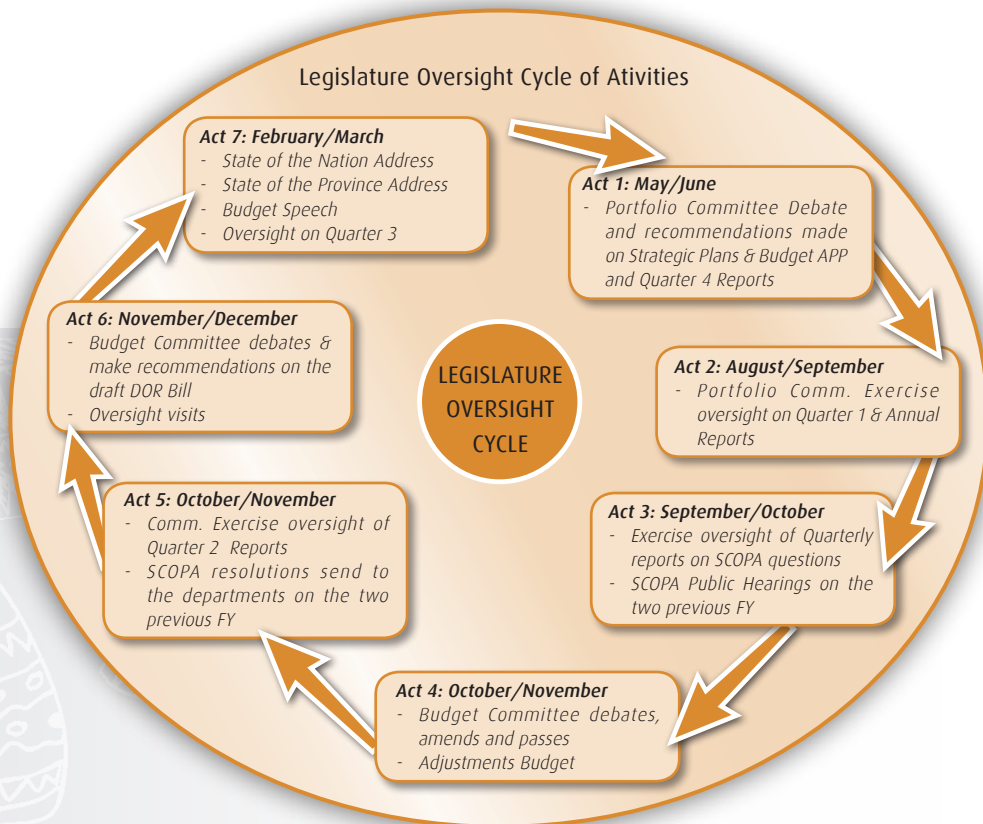 Legislature Oversight Cycle of Ativities
Act 7: February/March
- State of the Nation Address
- State of the Province Address
- Budget Speech
- Oversight on Quarter 3
Act 1: May/June
- Portfolio Committee Debate
and recommendations made
on Strategic Plans & Budget APP
and Quarter 4 Reports
Act 2: August/September
- Portfolio Comm. Exercise
oversight on Quarter 1 & Annual
Reports
Act 3: September/October
- Exercise oversight of Quarterly
reports on SCOPA questions
- SCOPA Public Hearings on the
two previous FY
Act 4: October/November
- Budget Committee debates,
amends and passes
- Adjustments Budget
Act 5: October/November
- Comm. Exercise oversight of
Quarter 2 Reports
- SCOPA resolutions send to
the departments on the two
previous FY
Act 6: November/December
- Budget Committee debates &
make recommendations on the
draft DOR Bill
- Oversight visits
LEGISLATURE
OVERSIGHT
CYCLE